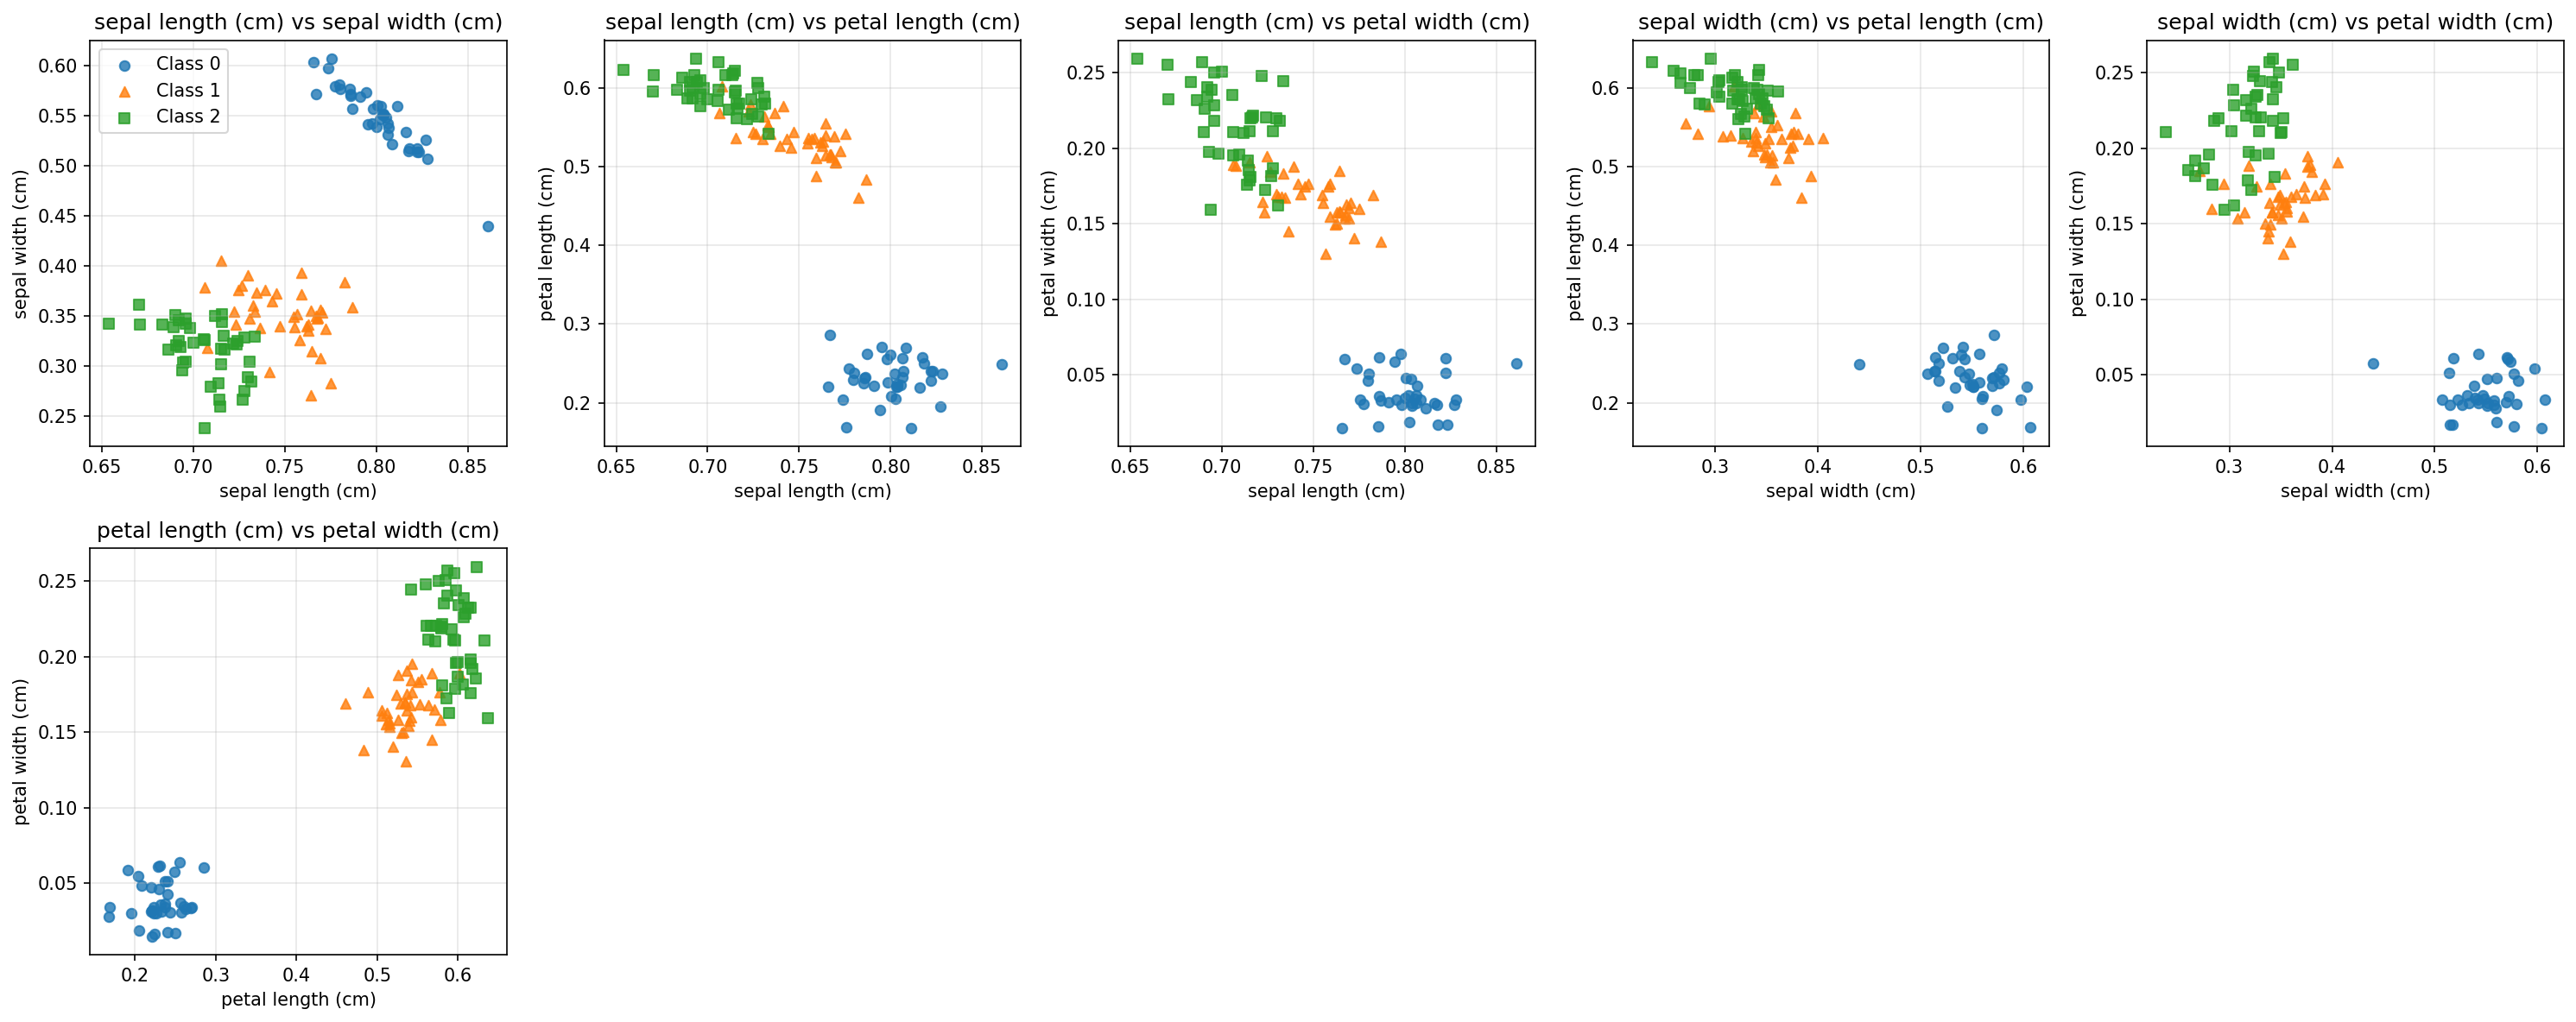 sepal length (cm) vs sepal width (cm)
Class 0
Class 1
Class 2
0.60
0.55
0.50
0.45
0.40
0.35
0.30
0.25
sepal width (cm)
0.65 0.70 0.75 0.80 0.85
sepal length (cm)
sepal length (cm) vs petal length (cm)
0.6
0.5
0.4
0.3
0.2
petal length (cm)
0.65 0.70 0.75 0.80 0.85
sepal length (cm)
sepal length (cm) vs petal width (cm)
0.25
0.20
0.15
0.10
0.05
petal width (cm)
0.65 0.70 0.75 0.80 0.85
sepal length (cm)
sepal width (cm) vs petal length (cm)
0.6
0.5
0.4
0.3
0.2
petal length (cm)
0.3 0.4 0.5 0.6
sepal width (cm)
sepal width (cm) vs petal width (cm)
0.25
0.20
0.15
0.10
0.05
petal width (cm)
0.3 0.4 0.5 0.6
sepal width (cm)
petal length (cm) vs petal width (cm)
0.25
0.20
0.15
0.10
0.05
petal width (cm)
0.2 0.3 0.4 0.5 0.6
petal length (cm)